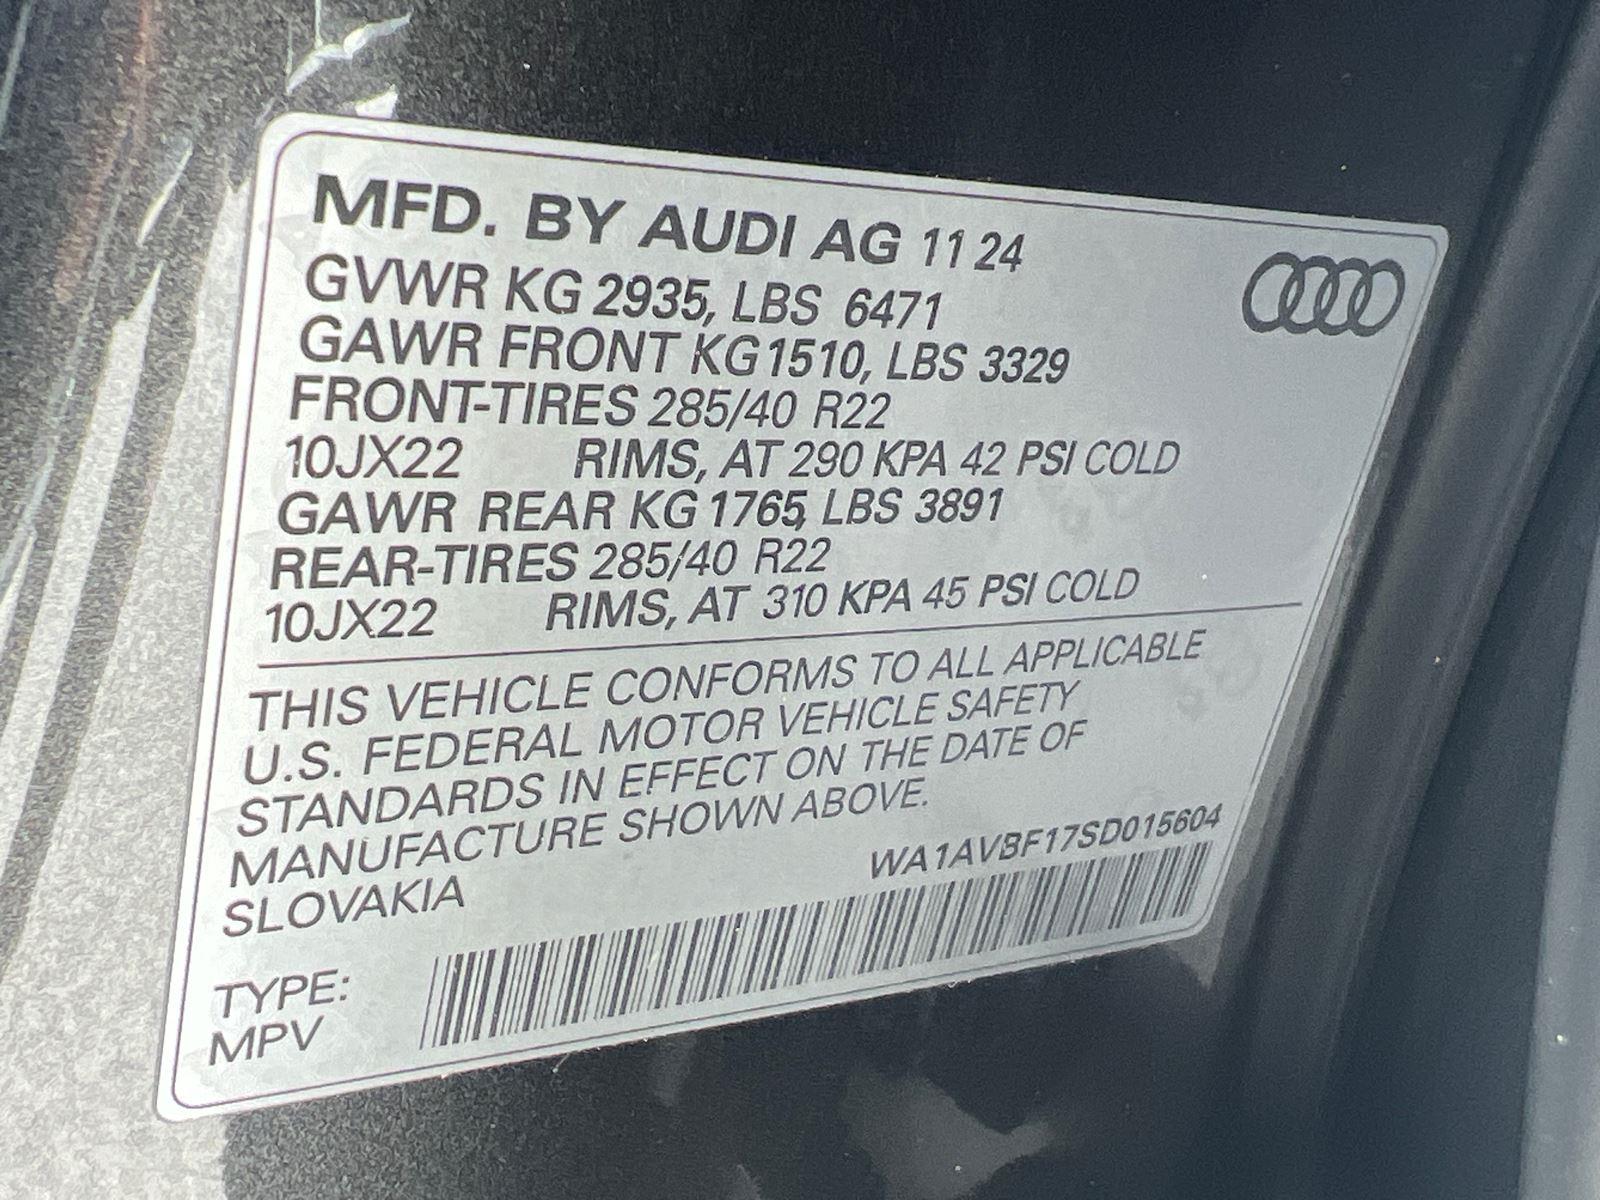 MFD. BY AUDI AG 11 24
GVWR KG 2935, LBS 6471
GAWR FRONT KG 1510, LBS 3329
FRONT-TIRES 285/40 R22
10JX22 RIMS, AT 290 KPA 42 PSI COLD
GAWR REAR KG 1765, LBS 3891
REAR-TIRES 285/40 R22
10JX22 RIMS, AT 310 KPA 45 PSI COLD
THIS VEHICLE CONFORMS TO ALL APPLICABLE
U.S. FEDERAL MOTOR VEHICLE SAFETY
STANDARDS IN EFFECT ON THE DATE OF
MANUFACTURE SHOWN ABOVE.
SLOVAKIA WA1AVBF17SD015604
TYPE:
MPV